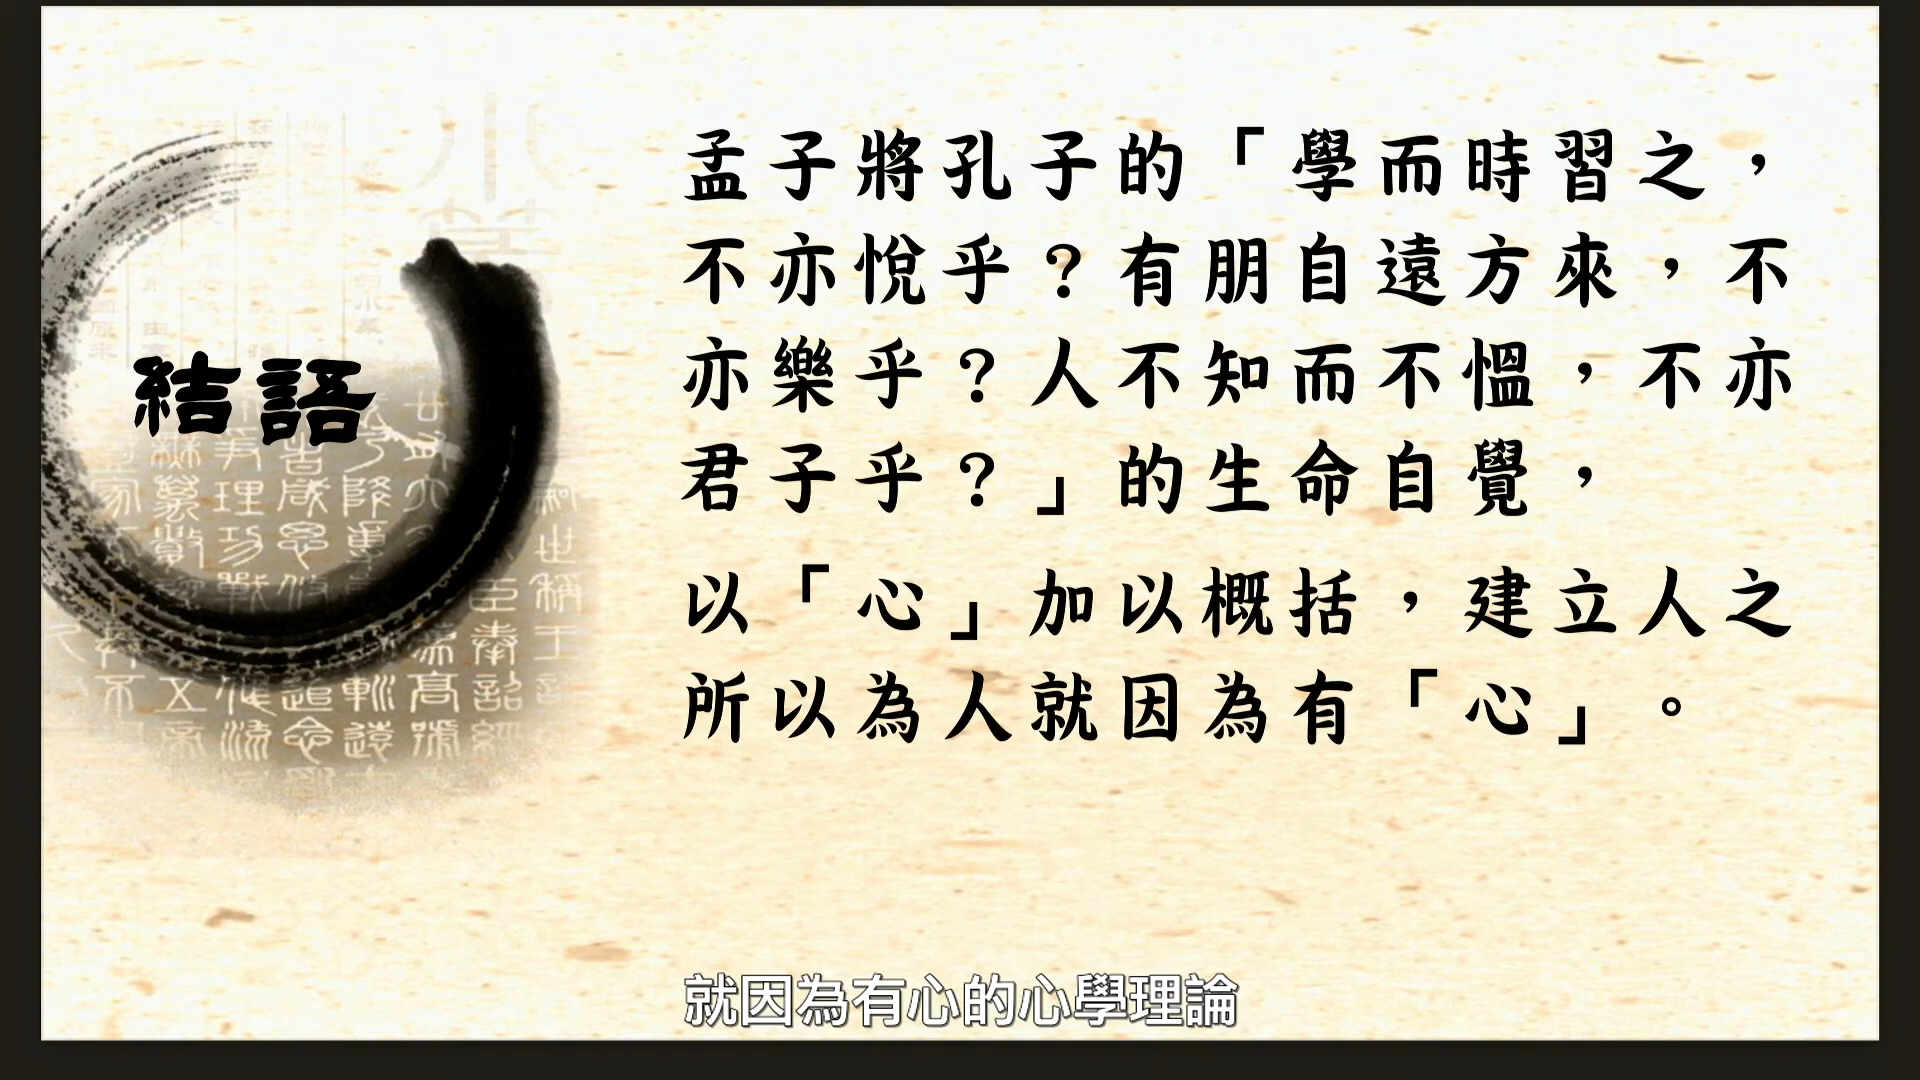 結語
孟子將孔子的「學而時習之，
不亦悅乎？有朋自遠方來，不
亦樂乎？人不知而不慍，不亦
君子乎？」的生命自覺，
以「心」加以概括，建立人之
所以為人就因為有「心」。
就因為有心的心學理論